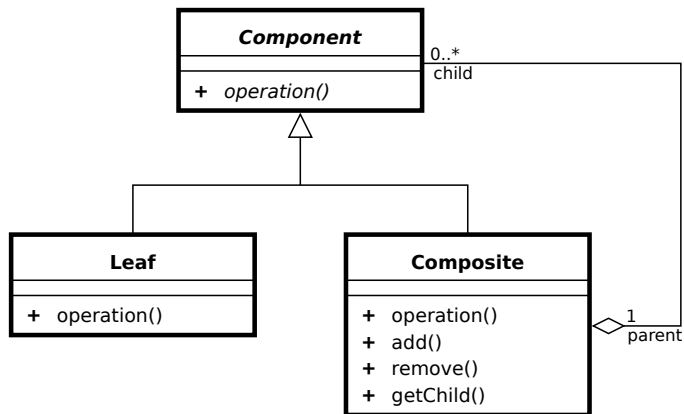 Component
+ operation()
0..*
child
Leaf
+ operation()
Composite
+ operation()
+ add()
+ remove()
+ getChild()
1
parent